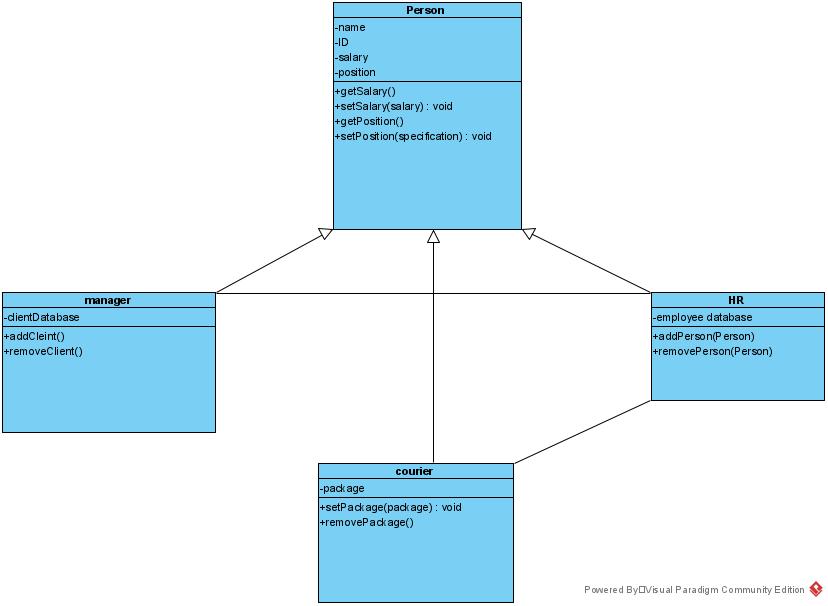 Person
-name
-ID
-salary
-position
+getSalary()
+setSalary(salary) : void
+getPosition()
+setPosition(specification) : void
manager
-clientDatabase
+addCleint()
+removeClient()
HR
-employee database
+addPerson(Person)
+removePerson(Person)
courier
-package
+setPackage(package) : void
+removePackage()
Powered By Visual Paradigm Community Edition